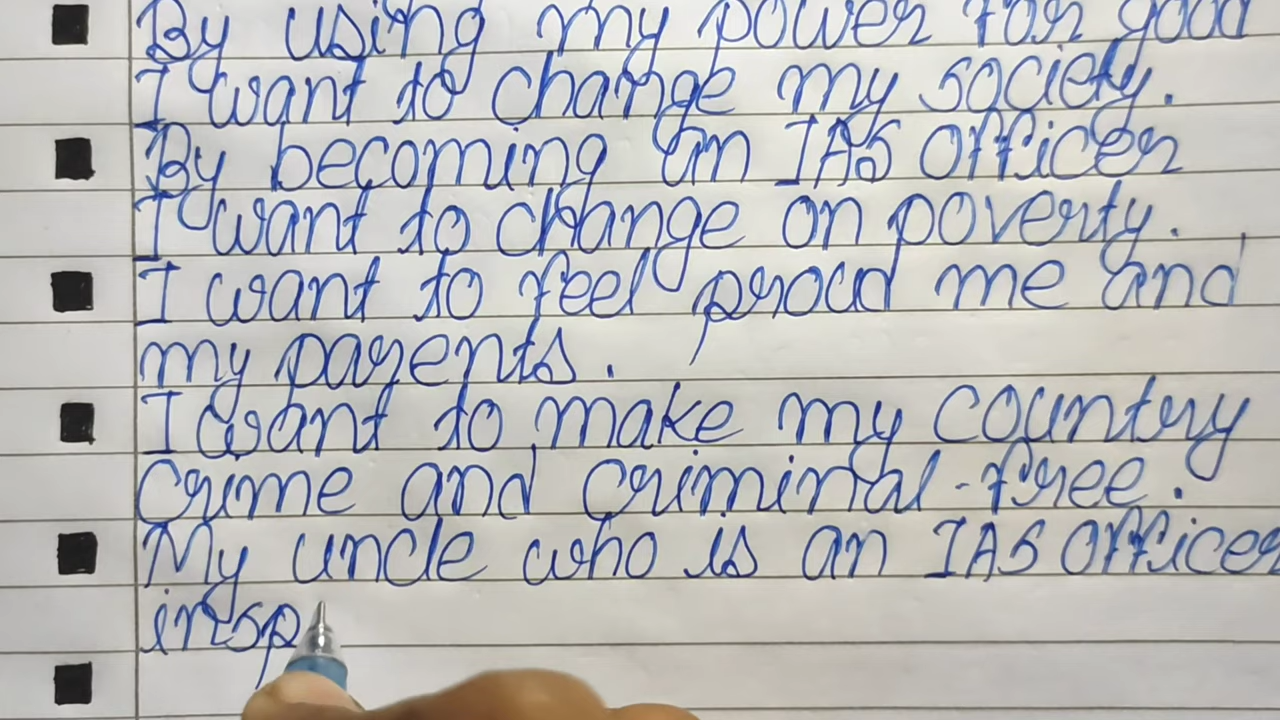 By using my power for good
I want to change my society.
By becoming an IAS officer
I want to change on poverty.
I want to feel proud me and
my parents.
I want to make my country
crime and criminal-free.
My uncle who is an IAS officer
insp